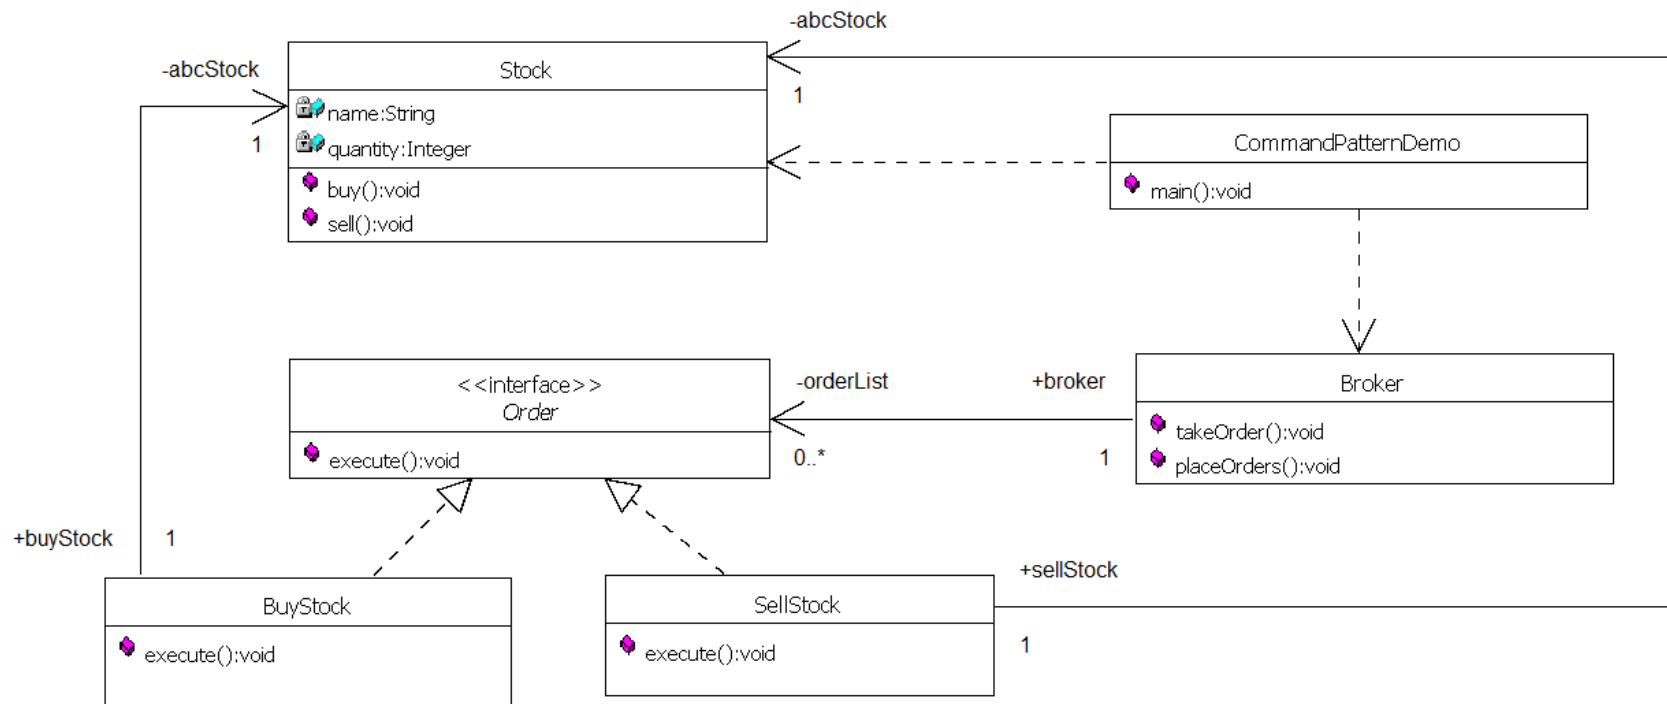 -abcStock
-abcStock
Stock
1
name:String
1
quantity:Integer
CommandPatternDemo
buy():void
main():void
sell():void
<<interface>>
Order
-orderList
+broker
Broker
takeOrder():void
execute():void
0..*
1
placeOrders():void
+buyStock
1
+sellStock
BuyStock
SellStock
execute():void
execute():void
1